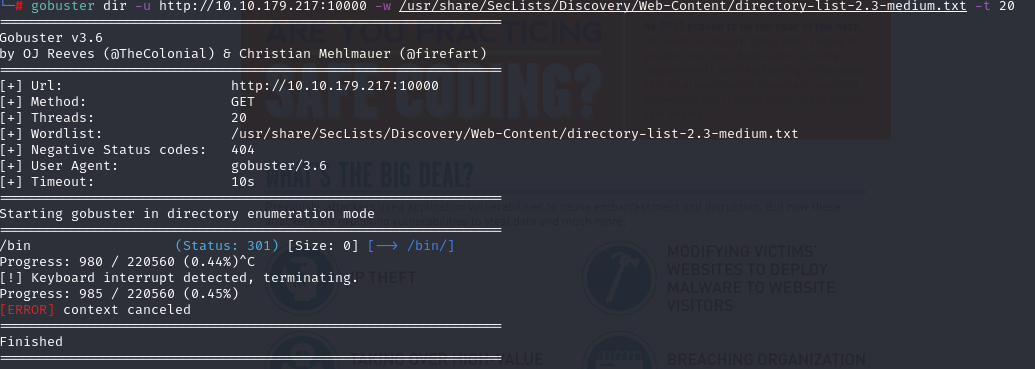 └─# gobuster dir -u http://10.10.179.217:10000 -w /usr/share/SecLists/Discovery/Web-Content/directory-list-2.3-medium.txt -t 20
ARE YOU PRACTICING
Gobuster v3.6
by OJ Reeves (@TheColonial) & Christian Mehlmauer (@firefart)
SAFE CODING?
[+] Url: http://10.10.179.217:10000
[+] Method: GET
[+] Threads: 20
[+] Wordlist: /usr/share/SecLists/Discovery/Web-Content/directory-list-2.3-medium.txt
[+] Negative Status codes: 404
[+] User Agent: gobuster/3.6
[+] Timeout: 10s
WHAT'S THE BIG DEAL?
Starting gobuster in directory enumeration mode
/bin (Status: 301) [Size: 0] [--> /bin/]
Progress: 980 / 220560 (0.44%)^C
[!] Keyboard interrupt detected, terminating.
IP THEFT
MODIFYING VICTIMS'
WEBSITES TO DEPLOY
MALWARE TO WEBSITE
VISITORS
Progress: 985 / 220560 (0.45%)
[ERROR] context canceled
Finished
TAKING OVER HIGH-VALUE
BREACHING ORGANIZATION